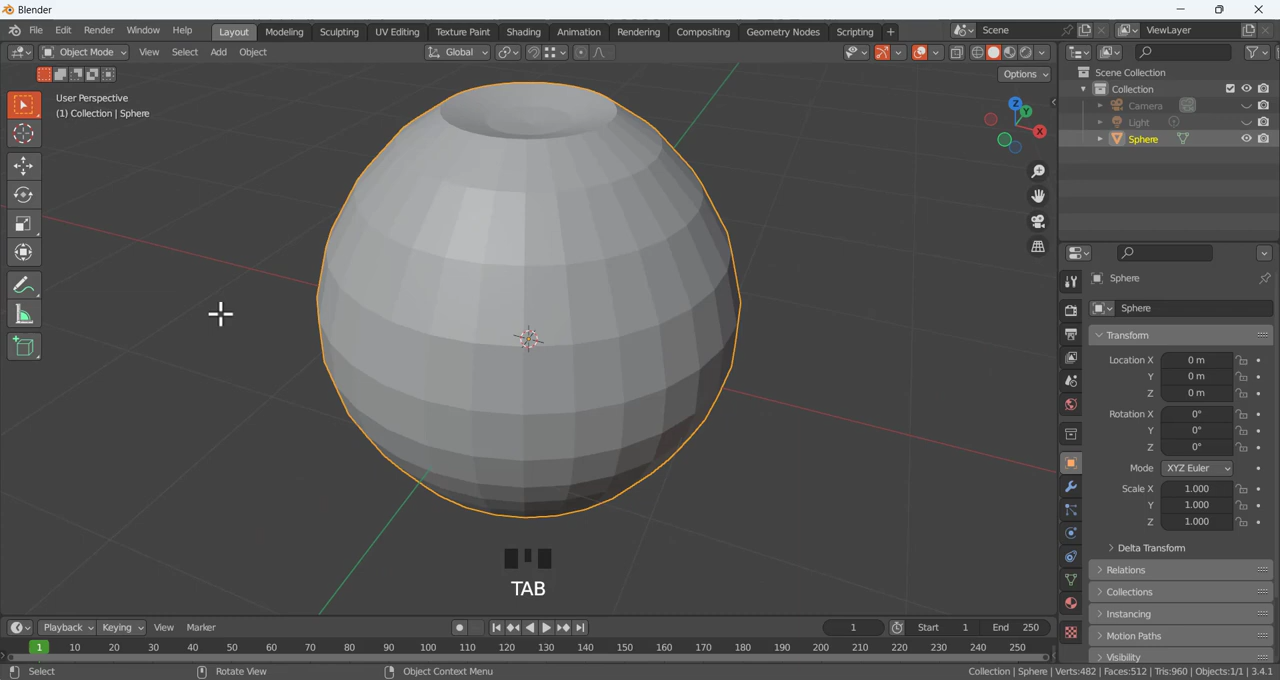 Blender
File Edit Render Window Help Layout Modeling Sculpting UV Editing Texture Paint Shading Animation Rendering Compositing Geometry Nodes Scripting + Scene ViewLayer
Object Mode View Select Add Object Global
Options
User Perspective
(1) Collection | Sphere
Z
Y
X
Scene Collection
Collection
Camera
Light
Sphere
Sphere
Sphere
Transform
Location X 0 m
Y 0 m
Z 0 m
Rotation X 0°
Y 0°
Z 0°
Mode XYZ Euler
Scale X 1.000
Y 1.000
Z 1.000
Delta Transform
Relations
Collections
Instancing
Motion Paths
Visibility
TAB
Playback Keying View Marker 1 Start 1 End 250
1 10 20 30 40 50 60 70 80 90 100 110 120 130 140 150 160 170 180 190 200 210 220 230 240 250
Select Rotate View Object Context Menu Collection | Sphere | Verts:482 | Faces:512 | Tris:960 | Objects:1/1 | 3.4.1